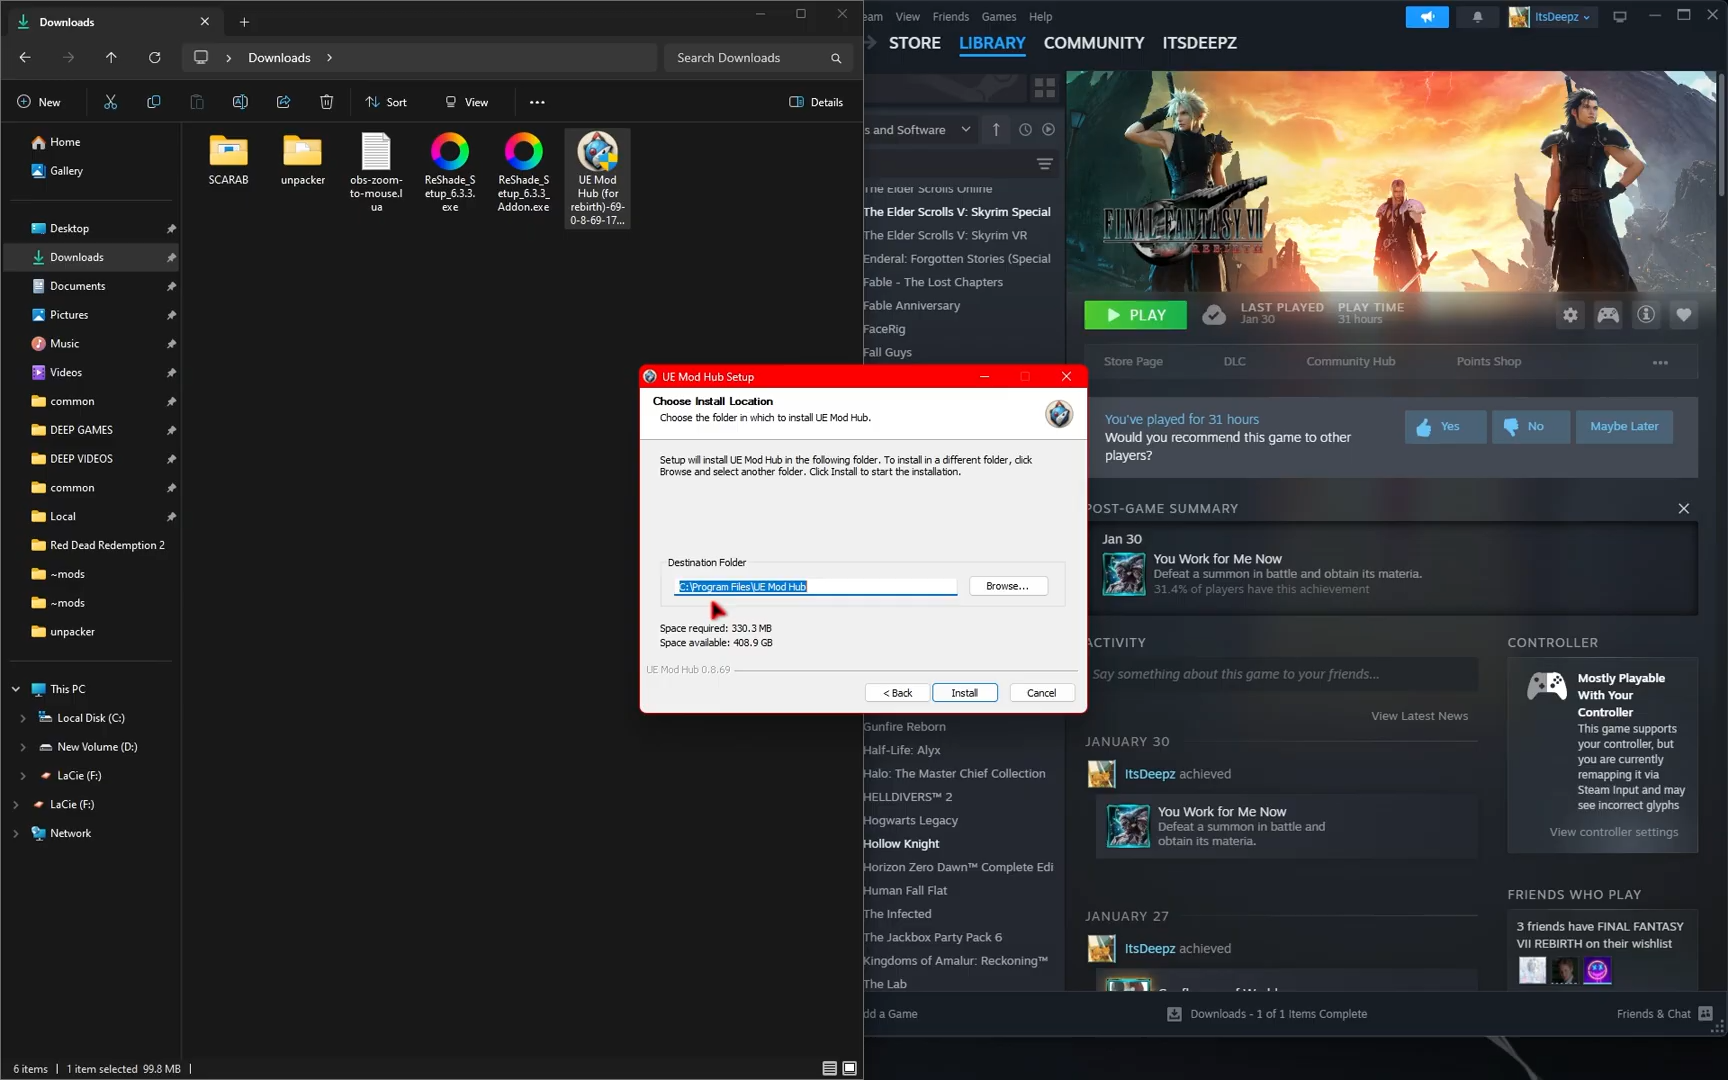 Downloads
Downloads
Search Downloads
New
Sort
View
Details
Home
Gallery
Desktop
Downloads
Documents
Pictures
Music
Videos
common
DEEP GAMES
DEEP VIDEOS
common
Local
Red Dead Redemption 2
~mods
~mods
unpacker
This PC
Local Disk (C:)
New Volume (D:)
LaCie (F:)
LaCie (F:)
Network
SCARAB
unpacker
obs-zoom-
to-mouse.l
ua
ReShade_S
etup_6.3.3.
exe
ReShade_S
etup_6.3.3_
Addon.exe
UE Mod
Hub (for
rebirth)-69-
0-8-69-17...
6 items
1 item selected 99.8 MB
UE Mod Hub Setup
Choose Install Location
Choose the folder in which to install UE Mod Hub.
Setup will install UE Mod Hub in the following folder. To install in a different folder, click
Browse and select another folder. Click Install to start the installation.
Destination Folder
C:\Program Files\UE Mod Hub
Browse...
Space required: 330.3 MB
Space available: 408.9 GB
UE Mod Hub 0.8.69
< Back
Install
Cancel
eam View Friends Games Help
ItsDeepz
STORE LIBRARY COMMUNITY ITSDEEPZ
s and Software
The Elder Scrolls Online
The Elder Scrolls V: Skyrim Special
The Elder Scrolls V: Skyrim VR
Enderal: Forgotten Stories (Special
Fable - The Lost Chapters
Fable Anniversary
FaceRig
Fall Guys
Gunfire Reborn
Half-Life: Alyx
Halo: The Master Chief Collection
HELLDIVERS™ 2
Hogwarts Legacy
Hollow Knight
Horizon Zero Dawn™ Complete Edi
Human Fall Flat
The Infected
The Jackbox Party Pack 6
Kingdoms of Amalur: Reckoning™
The Lab
dd a Game
FINAL FANTASY VII
REBIRTH
PLAY
LAST PLAYED
Jan 30
PLAY TIME
31 hours
Store Page
DLC
Community Hub
Points Shop
You've played for 31 hours
Would you recommend this game to other
players?
Yes
No
Maybe Later
POST-GAME SUMMARY
Jan 30
You Work for Me Now
Defeat a summon in battle and obtain its materia.
31.4% of players have this achievement
ACTIVITY
Say something about this game to your friends...
View Latest News
JANUARY 30
ItsDeepz achieved
You Work for Me Now
Defeat a summon in battle and
obtain its materia.
JANUARY 27
ItsDeepz achieved
CONTROLLER
Mostly Playable
With Your
Controller
This game supports
your controller, but
you are currently
remapping it via
Steam Input and may
see incorrect glyphs
View controller settings
FRIENDS WHO PLAY
3 friends have FINAL FANTASY
VII REBIRTH on their wishlist
Downloads - 1 of 1 Items Complete
Friends & Chat